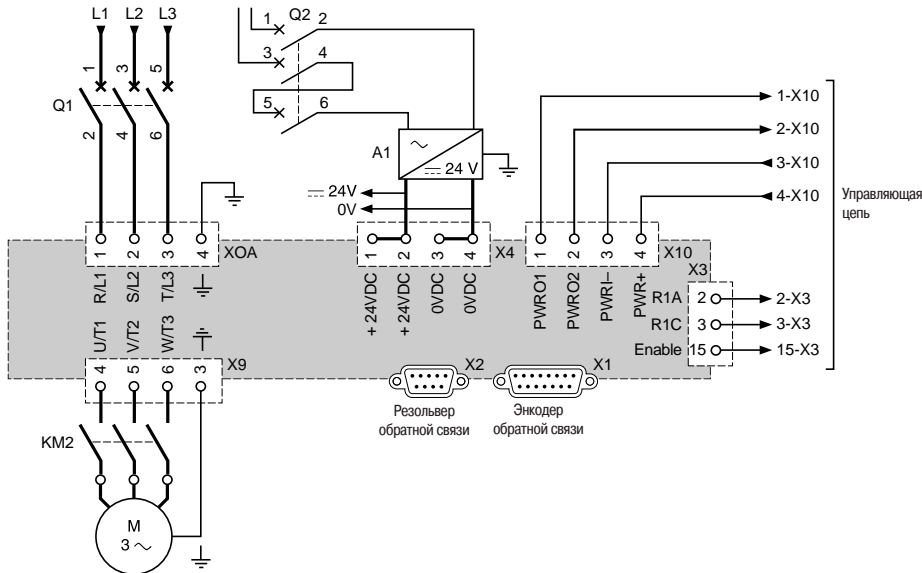 L1 L2 L3
1 3 5
Q1
2 4 6
1 Q2 2
3 4
5 6
A1
24 V
24V
0V
1-X10
2-X10
3-X10
4-X10
Управляющая
цепь
1 2 3 4 XOA
R/L1 S/L2 T/L3
1 2 3 4 X4
+24VDC +24VDC 0VDC 0VDC
1 2 3 4 X10
PWRO1 PWRO2 PWRI– PWR+
X3
R1A 2 2-X3
R1C 3 3-X3
Enable 15 15-X3
U/T1 V/T2 W/T3
4 5 6 3 X9
X2 X1
Резольвер
обратной связи
Энкодер
обратной связи
KM2
M
3